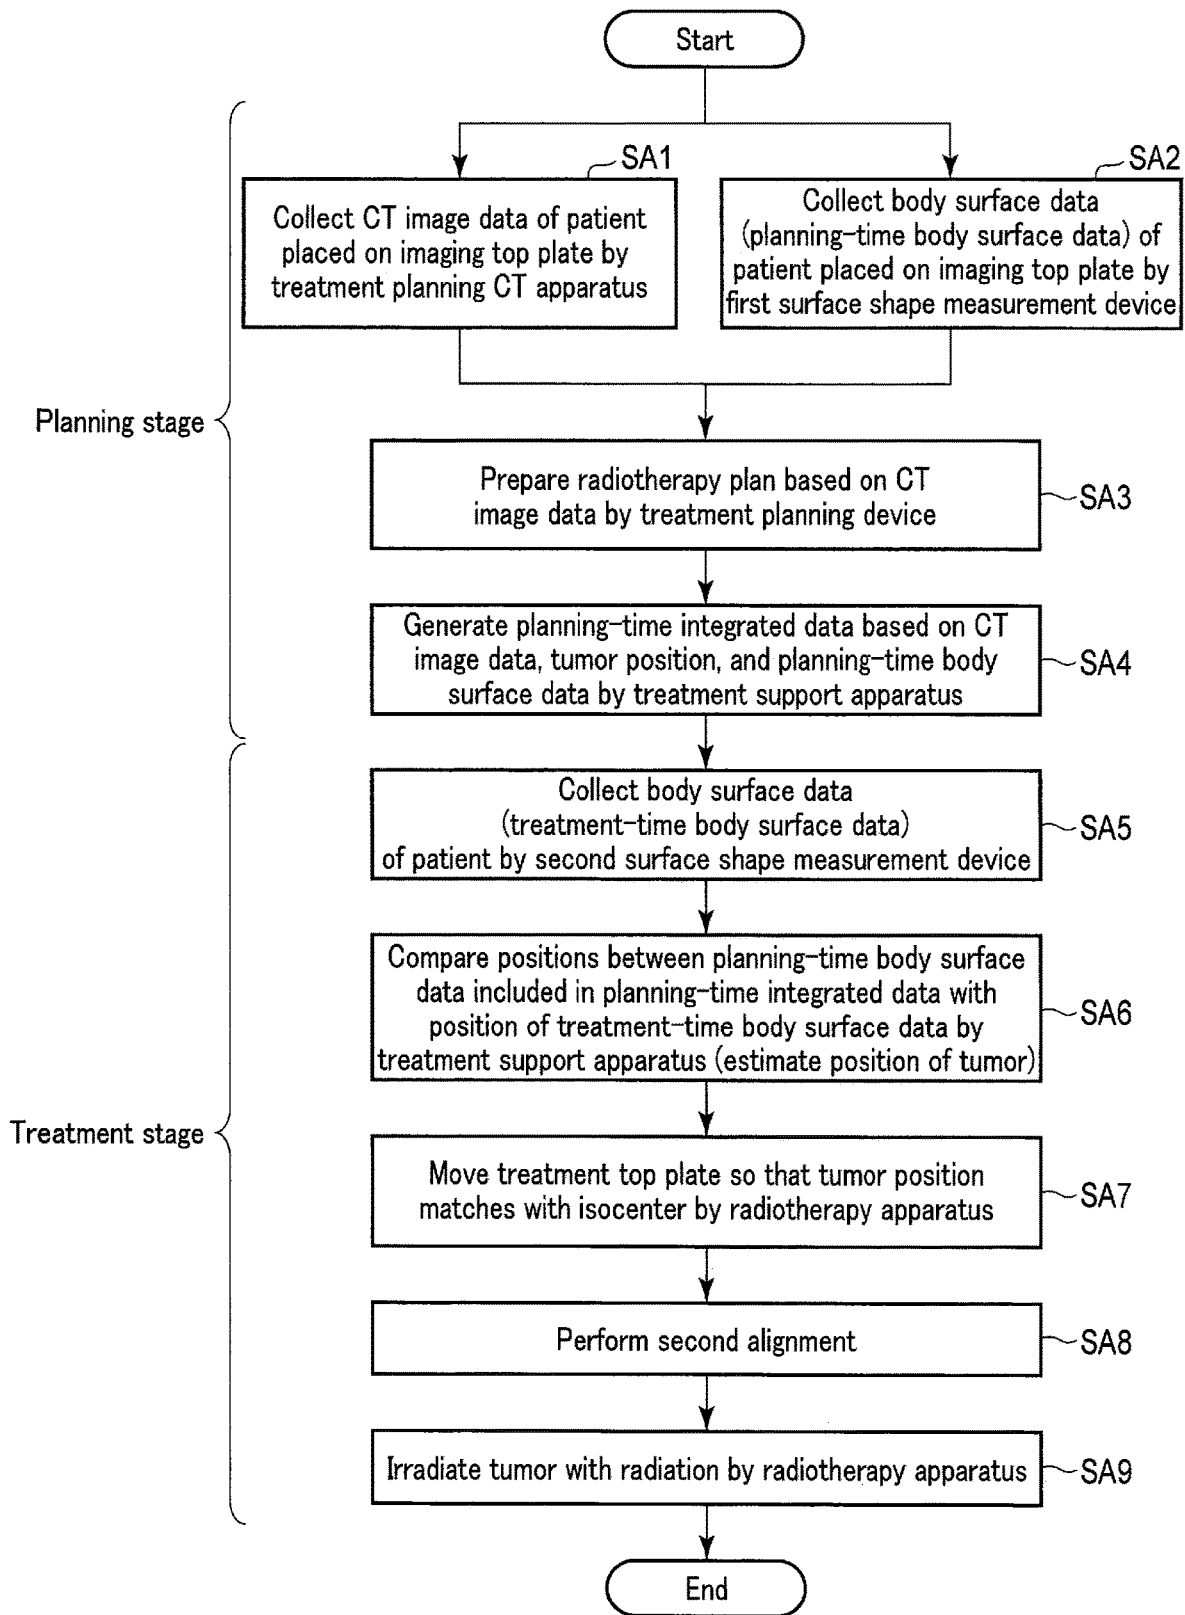 Start
SA1
Collect CT image data of patient
placed on imaging top plate by
treatment planning CT apparatus
SA2
Collect body surface data
(planning-time body surface data) of
patient placed on imaging top plate by
first surface shape measurement device
Planning stage
Prepare radiotherapy plan based on CT
image data by treatment planning device
SA3
Generate planning-time integrated data based on CT
image data, tumor position, and planning-time body
surface data by treatment support apparatus
SA4
Collect body surface data
(treatment-time body surface data)
of patient by second surface shape measurement device
SA5
Compare positions between planning-time body surface
data included in planning-time integrated data with
position of treatment-time body surface data by
treatment support apparatus (estimate position of tumor)
SA6
Treatment stage
Move treatment top plate so that tumor position
matches with isocenter by radiotherapy apparatus
SA7
Perform second alignment
SA8
Irradiate tumor with radiation by radiotherapy apparatus
SA9
End